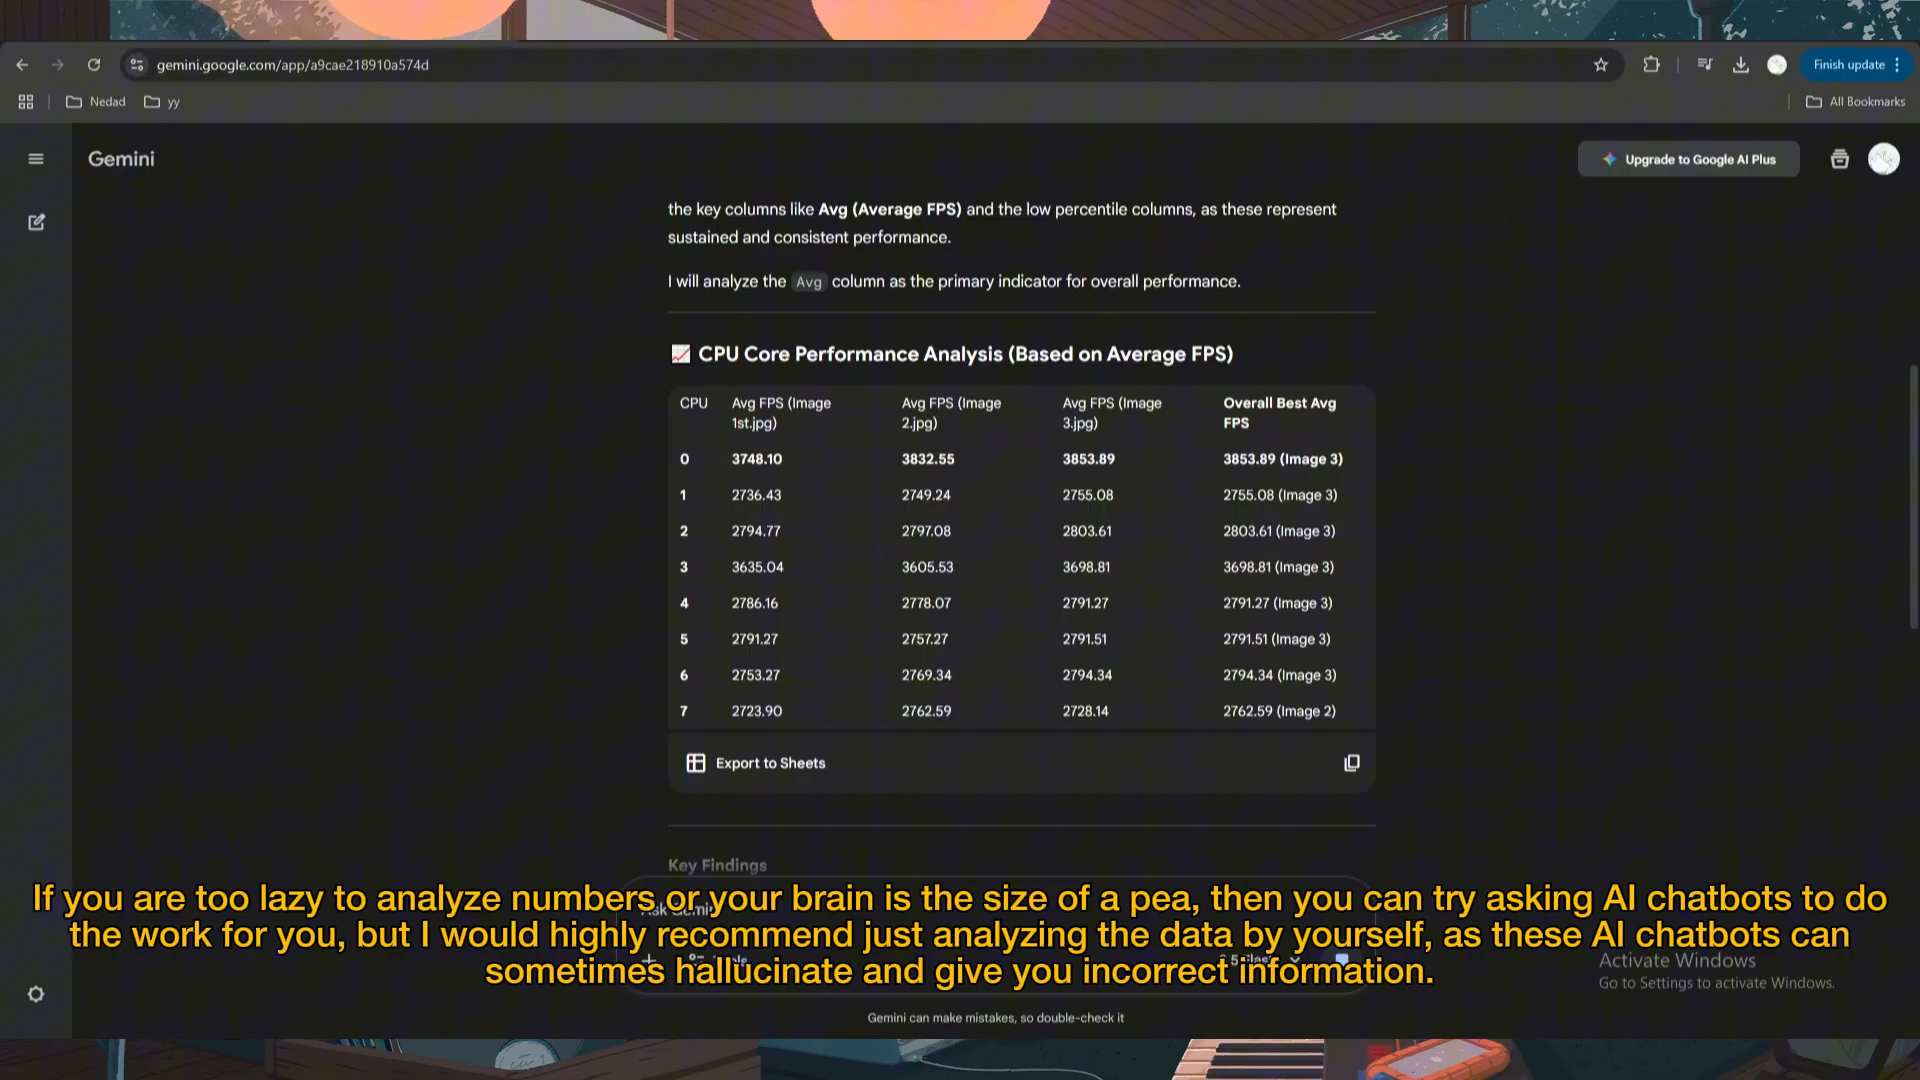 gemini.google.com/app/a9cae218910a574d
Finish update
Nedad
yy
All Bookmarks
Gemini
Upgrade to Google AI Plus
the key columns like Avg (Average FPS) and the low percentile columns, as these represent
sustained and consistent performance.
I will analyze the Avg column as the primary indicator for overall performance.
CPU Core Performance Analysis (Based on Average FPS)
CPU Avg FPS (Image 1st.jpg) Avg FPS (Image 2.jpg) Avg FPS (Image 3.jpg) Overall Best Avg FPS
0 3748.10 3832.55 3853.89 3853.89 (Image 3)
1 2736.43 2749.24 2755.08 2755.08 (Image 3)
2 2794.77 2797.08 2803.61 2803.61 (Image 3)
3 3635.04 3605.53 3698.81 3698.81 (Image 3)
4 2786.16 2778.07 2791.27 2791.27 (Image 3)
5 2791.27 2757.27 2791.51 2791.51 (Image 3)
6 2753.27 2769.34 2794.34 2794.34 (Image 3)
7 2723.90 2762.59 2728.14 2762.59 (Image 2)
Export to Sheets
Key Findings
If you are too lazy to analyze numbers or your brain is the size of a pea, then you can try asking AI chatbots to do
the work for you, but I would highly recommend just analyzing the data by yourself, as these AI chatbots can
sometimes hallucinate and give you incorrect information.
Activate Windows
Go to Settings to activate Windows.
Gemini can make mistakes, so double-check it